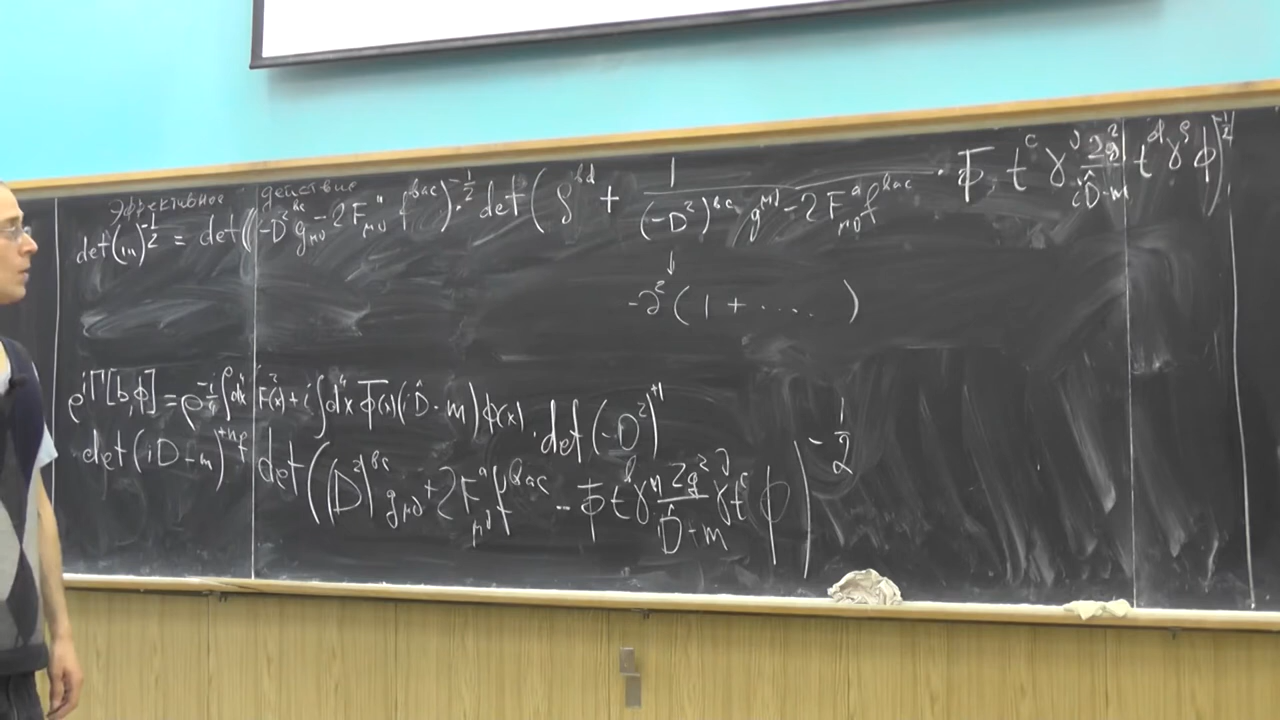 Эффективное действие
det(m)^{-1/2} = det((-D²)^{bc} g_{μν} - 2F^a_{μν} f^{bac})^{-1/2} · det(δ^{bd} + 1/((-D²)^{bc} g^{μν} - 2F^a_{μν} f^{bac}) · φ̄ t^c γ^ν 2g²/(iD̂-m) t^d γ^ρ φ)^{-1/2}
↓
-∂²(1 + ..... )
e^{iΓ[b,φ]} = e^{-i/4 ∫d⁴x F²(x) + i∫d⁴x φ̄(x)(iD̂ - m)φ(x)} · det(-D²)^{+1}
det(iD - m)^{+n_f} det((D²)^{bc} g_{μν} + 2F^a_{μν} f^{bac} - φ̄ t^b γ^μ 2g²/(D̂+m) γ^ν t^c φ)^{-1/2}